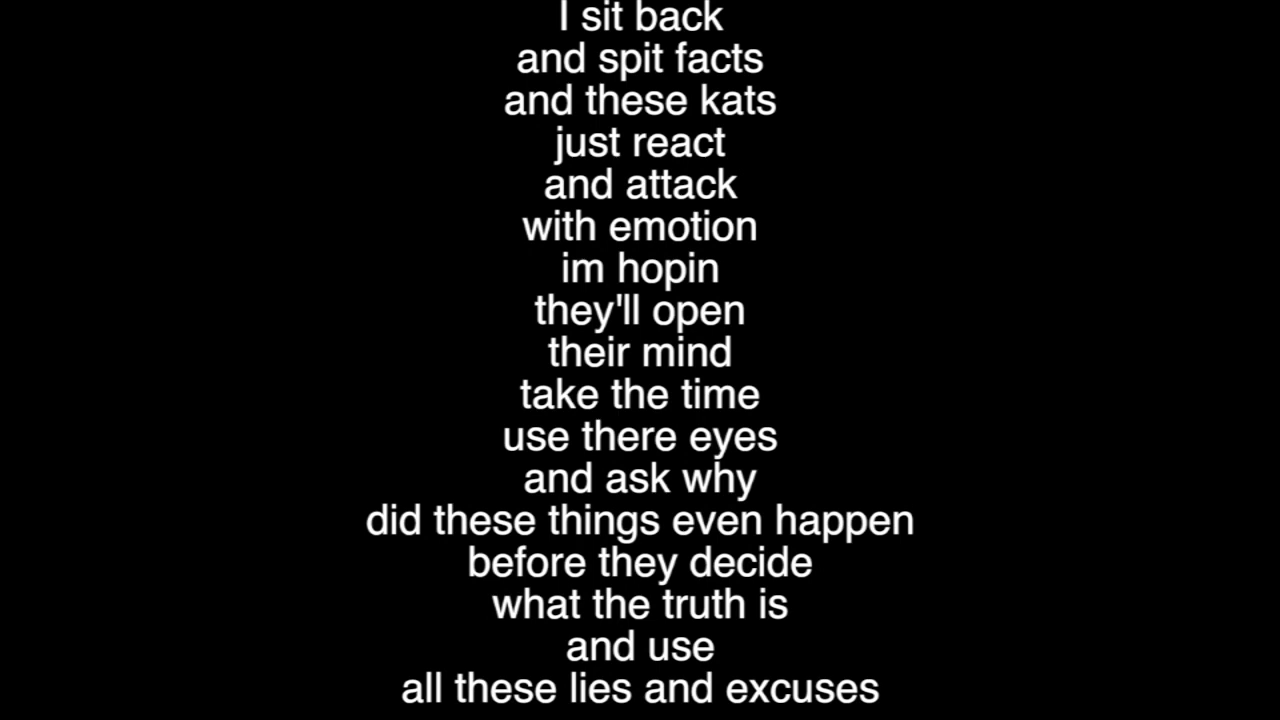 I sit back
and spit facts
and these kats
just react
and attack
with emotion
im hopin
they'll open
their mind
take the time
use there eyes
and ask why
did these things even happen
before they decide
what the truth is
and use
all these lies and excuses